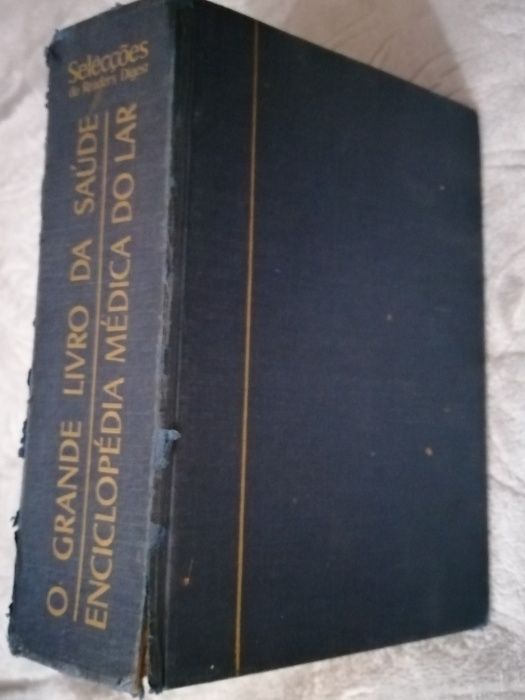 Selecções
do Reader's Digest
O GRANDE LIVRO DA SAÚDE
ENCICLOPÉDIA MÉDICA DO LAR